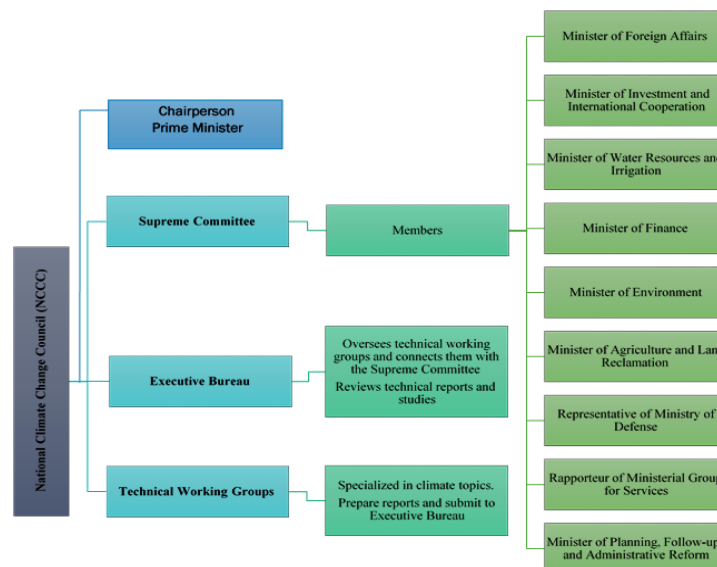 National Climate Change Council (NCCC)
Chairperson
Prime Minister
Supreme Committee
Members
Executive Bureau
Oversees technical working
groups and connects them with
the Supreme Committee
Reviews technical reports and
studies
Technical Working Groups
Specialized in climate topics.
Prepare reports and submit to
Executive Bureau
Minister of Foreign Affairs
Minister of Investment and
International Cooperation
Minister of Water Resources and
Irrigation
Minister of Finance
Minister of Environment
Minister of Agriculture and Land
Reclamation
Representative of Ministry of
Defense
Rapporteur of Ministerial Group
for Services
Minister of Planning, Follow-up
and Administrative Reform